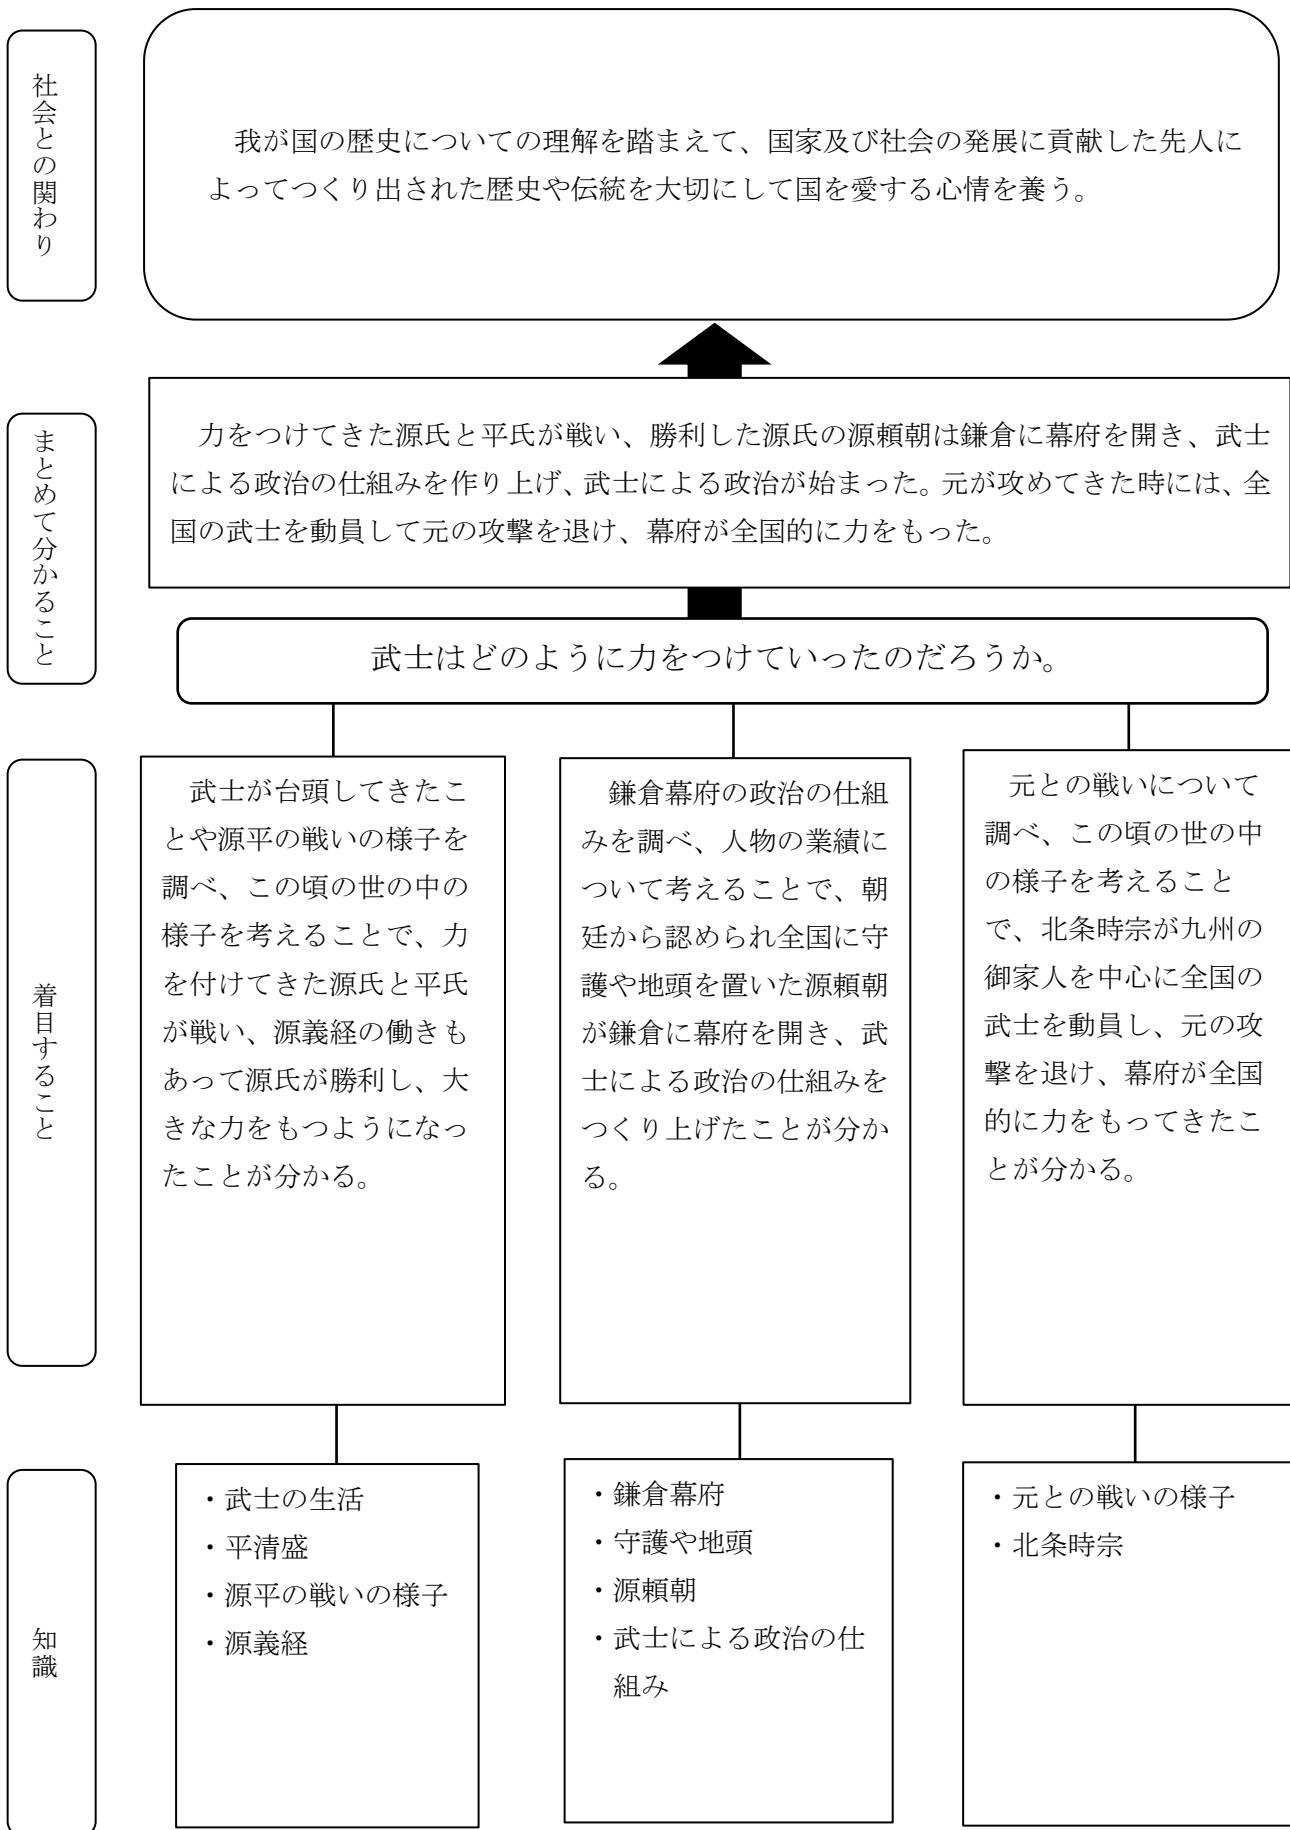 社会との関わり
我が国の歴史についての理解を踏まえて、国家及び社会の発展に貢献した先人に
よってつくり出された歴史や伝統を大切にして国を愛する心情を養う。
まとめて分かること
力をつけてきた源氏と平氏が戦い、勝利した源氏の源頼朝は鎌倉に幕府を開き、武士
による政治の仕組みを作り上げ、武士による政治が始まった。元が攻めてきた時には、全
国の武士を動員して元の攻撃を退け、幕府が全国的に力をもった。
武士はどのように力をつけていったのだろうか。
着目すること
武士が台頭してきたこ
とや源平の戦いの様子を
調べ、この頃の世の中の
様子を考えることで、力
を付けてきた源氏と平氏
が戦い、源義経の働きも
あって源氏が勝利し、大
きな力をもつようになっ
たことが分かる。
鎌倉幕府の政治の仕組
みを調べ、人物の業績に
ついて考えることで、朝
廷から認められ全国に守
護や地頭を置いた源頼朝
が鎌倉に幕府を開き、武
士による政治の仕組みを
つくり上げたことが分か
る。
元との戦いについて
調べ、この頃の世の中
の様子を考えること
で、北条時宗が九州の
御家人を中心に全国の
武士を動員し、元の攻
撃を退け、幕府が全国
的に力をもってきたこ
とが分かる。
知識
・武士の生活
・平清盛
・源平の戦いの様子
・源義経
・鎌倉幕府
・守護や地頭
・源頼朝
・武士による政治の仕
組み
・元との戦いの様子
・北条時宗